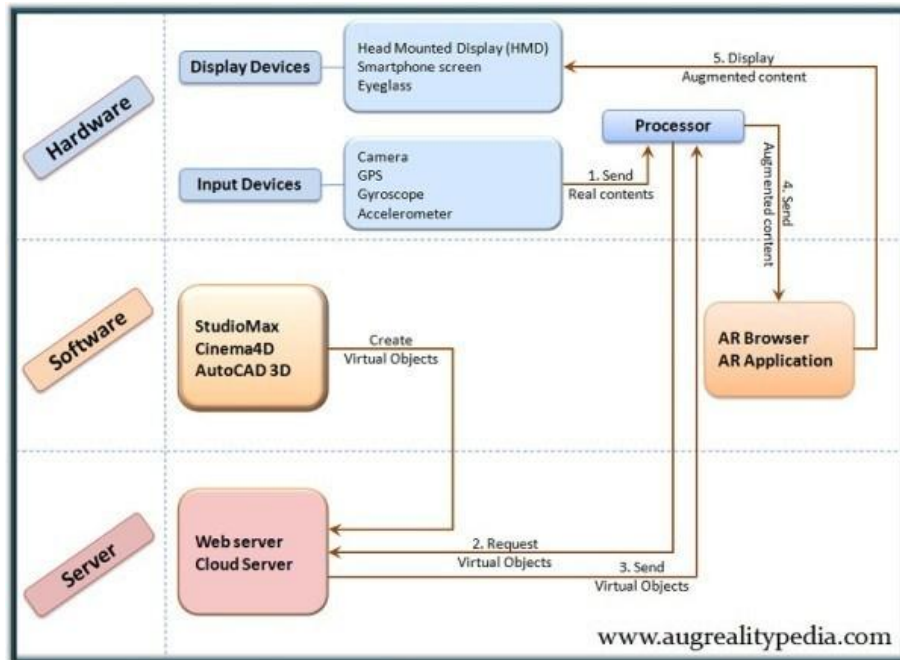 Hardware
Display Devices
Head Mounted Display (HMD)
Smartphone screen
Eyeglass
5. Display
Augmented content
Processor
Input Devices
Camera
GPS
Gyroscope
Accelerometer
1. Send
Real contents
4. Send
Augmented content
Software
StudioMax
Cinema4D
AutoCAD 3D
Create
Virtual Objects
AR Browser
AR Application
Server
Web server
Cloud Server
2. Request
Virtual Objects
3. Send
Virtual Objects
www.augrealitypedia.com